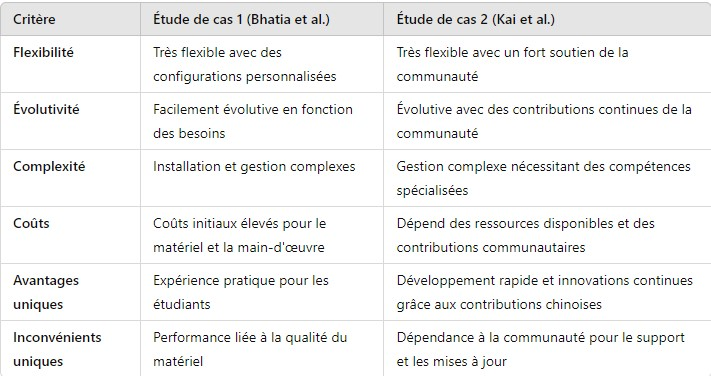 Critère Étude de cas 1 (Bhatia et al.) Étude de cas 2 (Kai et al.)
Flexibilité Très flexible avec des Très flexible avec un fort soutien de la
configurations personnalisées communauté
Évolutivité Facilement évolutive en fonction Évolutive avec des contributions continues de la
des besoins communauté
Complexité Installation et gestion complexes Gestion complexe nécessitant des compétences
spécialisées
Coûts Coûts initiaux élevés pour le Dépend des ressources disponibles et des
matériel et la main-d'œuvre contributions communautaires
Avantages Expérience pratique pour les Développement rapide et innovations continues
uniques étudiants grâce aux contributions chinoises
Inconvénients Performance liée à la qualité du Dépendance à la communauté pour le support
uniques matériel et les mises à jour